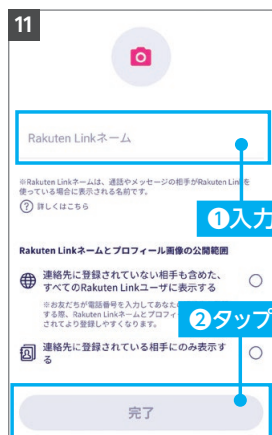 11
Rakuten Linkネーム
※Rakuten Linkネームは、通話やメッセージの相手がRakuten Linkを
使っている場合に表示される名前です。
詳しくはこちら
❶入力
Rakuten Linkネームとプロフィール画像の公開範囲
連絡先に登録されていない相手も含めた、
すべてのRakuten Linkユーザに表示する
※お友だちが電話番号を入力してあなた
する際、Rakuten Linkネームとプロフィ
されてより登録しやすくなります。
❷タップ
連絡先に登録されている相手にのみ表示す
る
完了